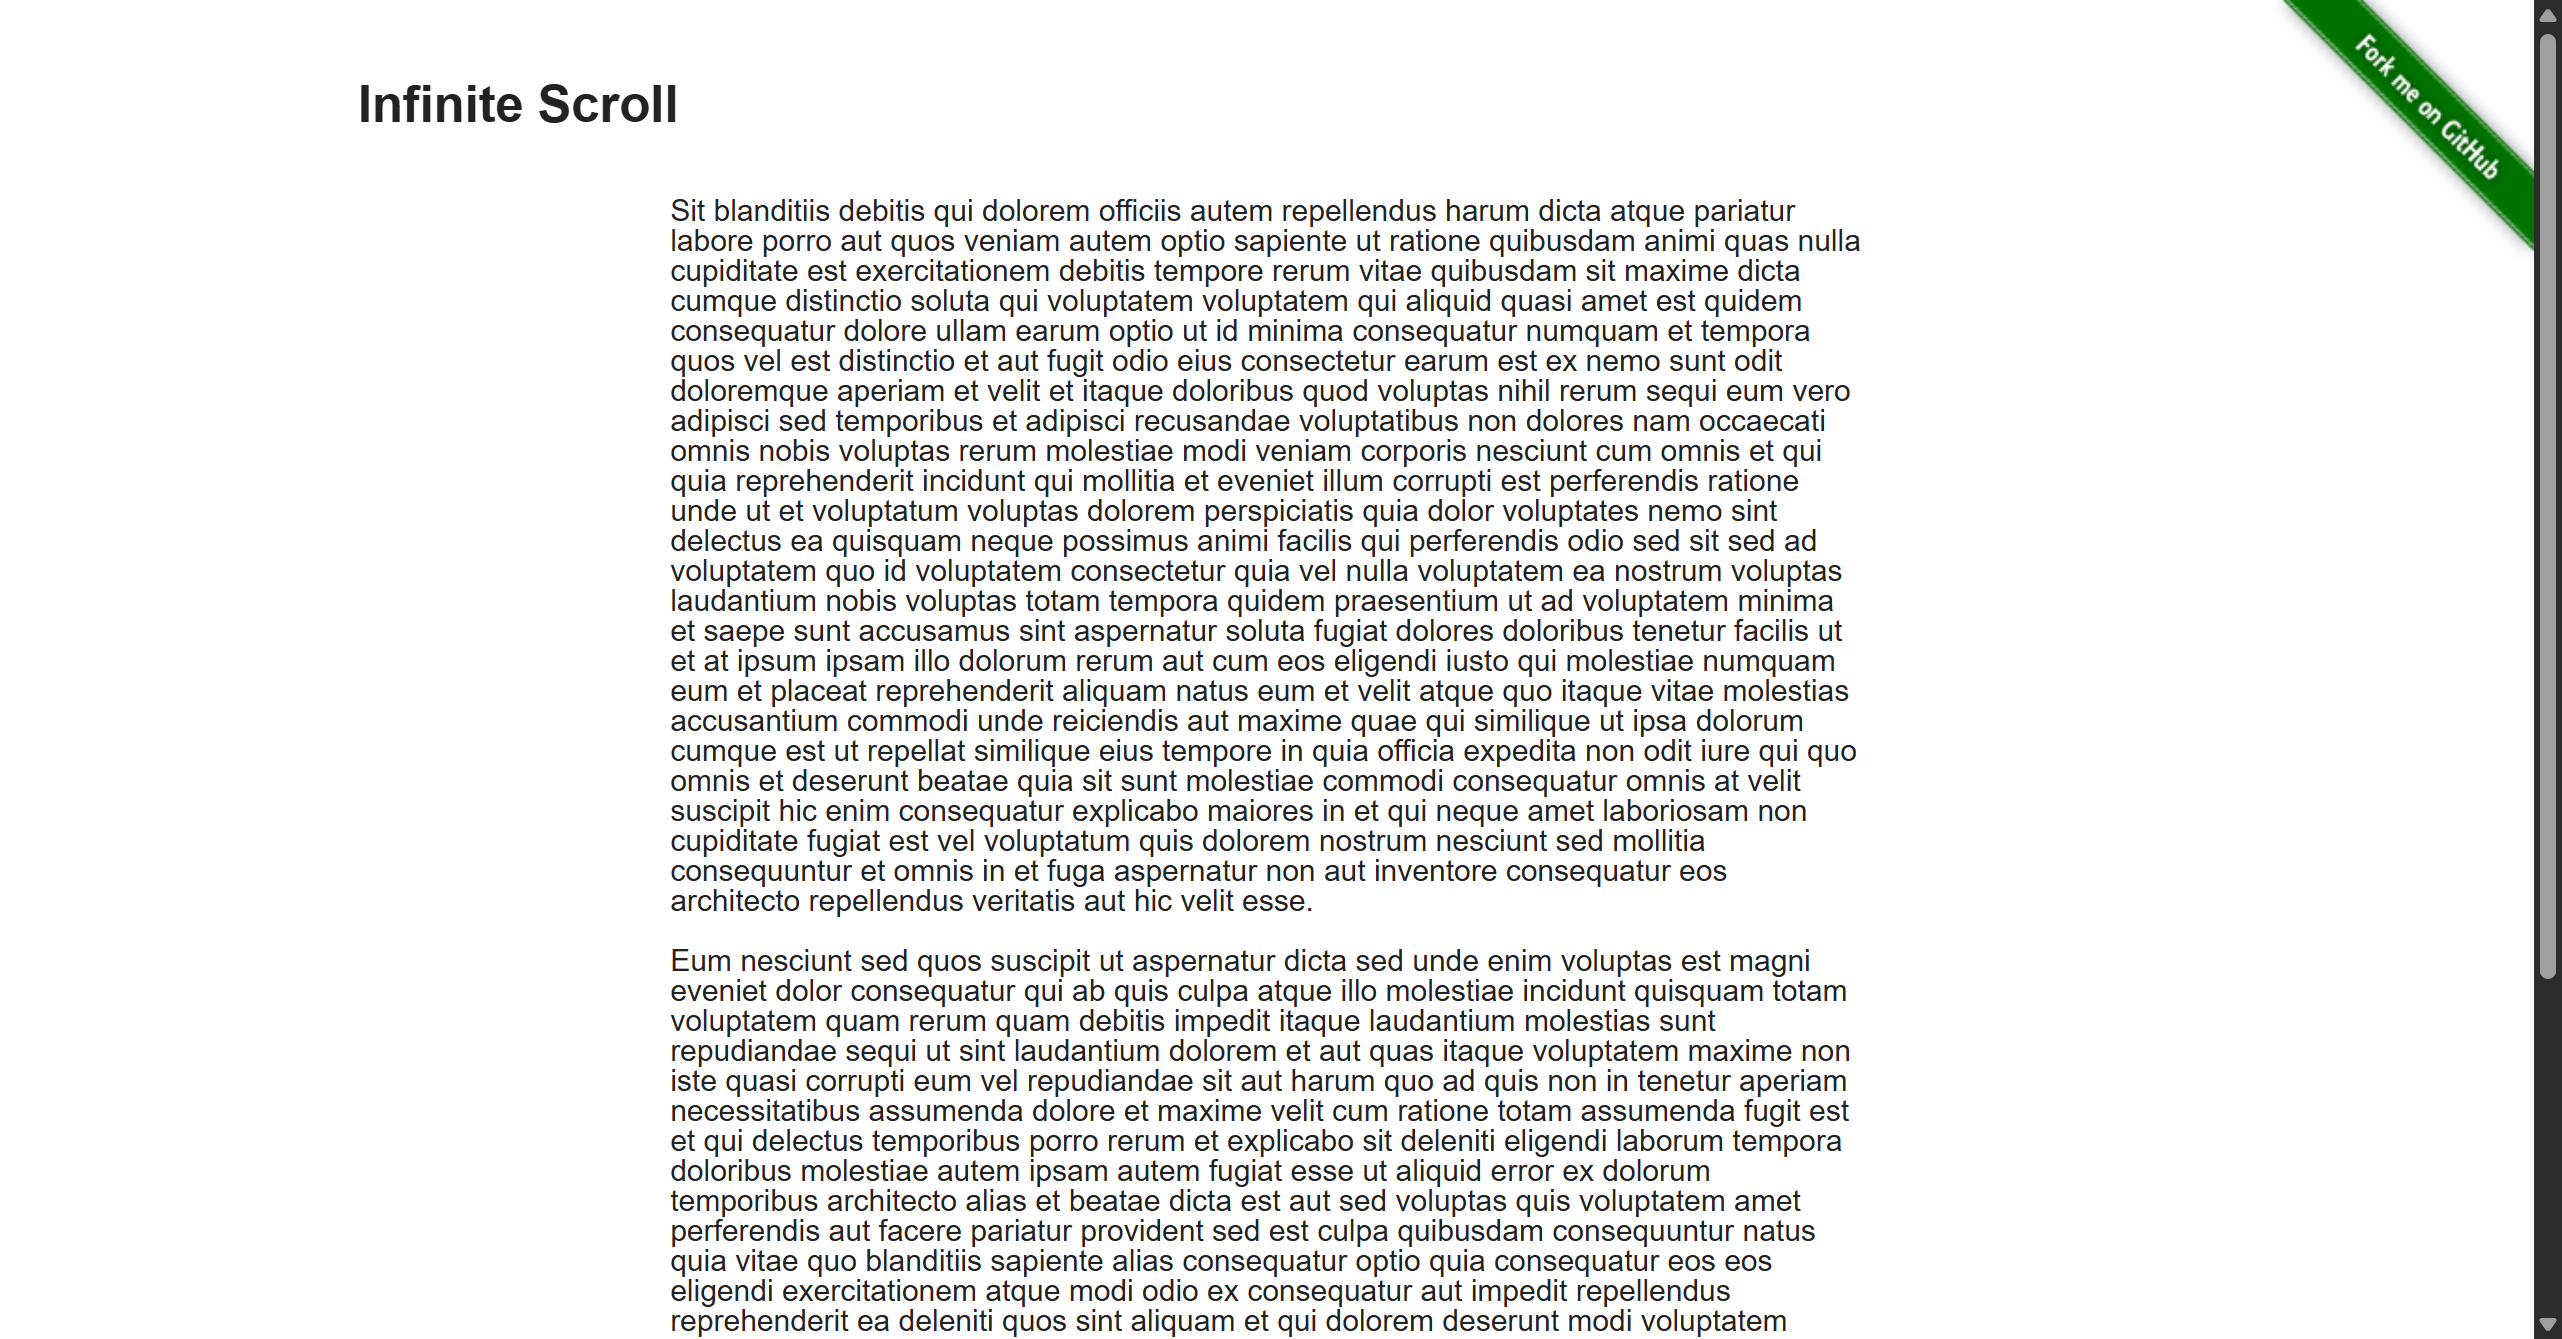 Fork me on GitHub
Infinite Scroll
Sit blanditiis debitis qui dolorem officiis autem repellendus harum dicta atque pariatur
labore porro aut quos veniam autem optio sapiente ut ratione quibusdam animi quas nulla
cupiditate est exercitationem debitis tempore rerum vitae quibusdam sit maxime dicta
cumque distinctio soluta qui voluptatem voluptatem qui aliquid quasi amet est quidem
consequatur dolore ullam earum optio ut id minima consequatur numquam et tempora
quos vel est distinctio et aut fugit odio eius consectetur earum est ex nemo sunt odit
doloremque aperiam et velit et itaque doloribus quod voluptas nihil rerum sequi eum vero
adipisci sed temporibus et adipisci recusandae voluptatibus non dolores nam occaecati
omnis nobis voluptas rerum molestiae modi veniam corporis nesciunt cum omnis et qui
quia reprehenderit incidunt qui mollitia et eveniet illum corrupti est perferendis ratione
unde ut et voluptatum voluptas dolorem perspiciatis quia dolor voluptates nemo sint
delectus ea quisquam neque possimus animi facilis qui perferendis odio sed sit sed ad
voluptatem quo id voluptatem consectetur quia vel nulla voluptatem ea nostrum voluptas
laudantium nobis voluptas totam tempora quidem praesentium ut ad voluptatem minima
et saepe sunt accusamus sint aspernatur soluta fugiat dolores doloribus tenetur facilis ut
et at ipsum ipsam illo dolorum rerum aut cum eos eligendi iusto qui molestiae numquam
eum et placeat reprehenderit aliquam natus eum et velit atque quo itaque vitae molestias
accusantium commodi unde reiciendis aut maxime quae qui similique ut ipsa dolorum
cumque est ut repellat similique eius tempore in quia officia expedita non odit iure qui quo
omnis et deserunt beatae quia sit sunt molestiae commodi consequatur omnis at velit
suscipit hic enim consequatur explicabo maiores in et qui neque amet laboriosam non
cupiditate fugiat est vel voluptatum quis dolorem nostrum nesciunt sed mollitia
consequuntur et omnis in et fuga aspernatur non aut inventore consequatur eos
architecto repellendus veritatis aut hic velit esse.
Eum nesciunt sed quos suscipit ut aspernatur dicta sed unde enim voluptas est magni
eveniet dolor consequatur qui ab quis culpa atque illo molestiae incidunt quisquam totam
voluptatem quam rerum quam debitis impedit itaque laudantium molestias sunt
repudiandae sequi ut sint laudantium dolorem et aut quas itaque voluptatem maxime non
iste quasi corrupti eum vel repudiandae sit aut harum quo ad quis non in tenetur aperiam
necessitatibus assumenda dolore et maxime velit cum ratione totam assumenda fugit est
et qui delectus temporibus porro rerum et explicabo sit deleniti eligendi laborum tempora
doloribus molestiae autem ipsam autem fugiat esse ut aliquid error ex dolorum
temporibus architecto alias et beatae dicta est aut sed voluptas quis voluptatem amet
perferendis aut facere pariatur provident sed est culpa quibusdam consequuntur natus
quia vitae quo blanditiis sapiente alias consequatur optio quia consequatur eos eos
eligendi exercitationem atque modi odio ex consequatur aut impedit repellendus
reprehenderit ea deleniti quos sint aliquam et qui dolorem deserunt modi voluptatem